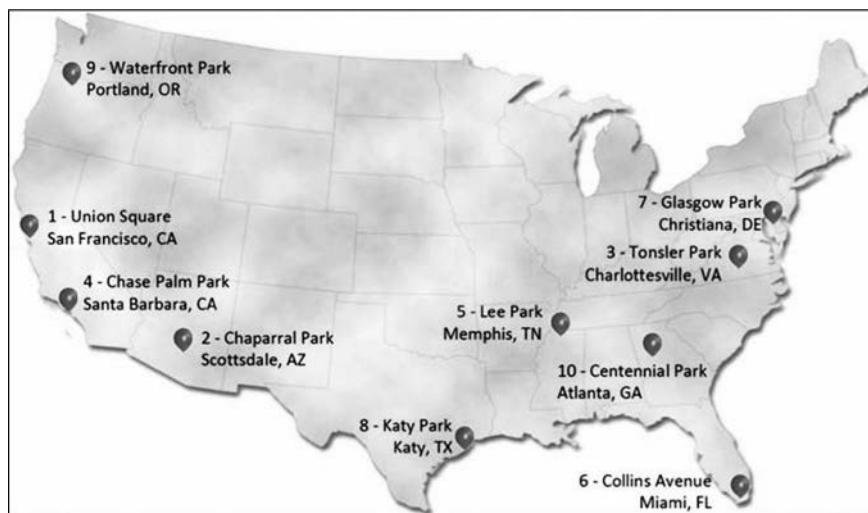 9 - Waterfront Park
Portland, OR
1 - Union Square
San Francisco, CA
7 - Glasgow Park
Christiana, DE
3 - Tonsler Park
Charlottesville, VA
4 - Chase Palm Park
Santa Barbara, CA
5 - Lee Park
Memphis, TN
2 - Chaparral Park
Scottsdale, AZ
10 - Centennial Park
Atlanta, GA
8 - Katy Park
Katy, TX
6 - Collins Avenue
Miami, FL